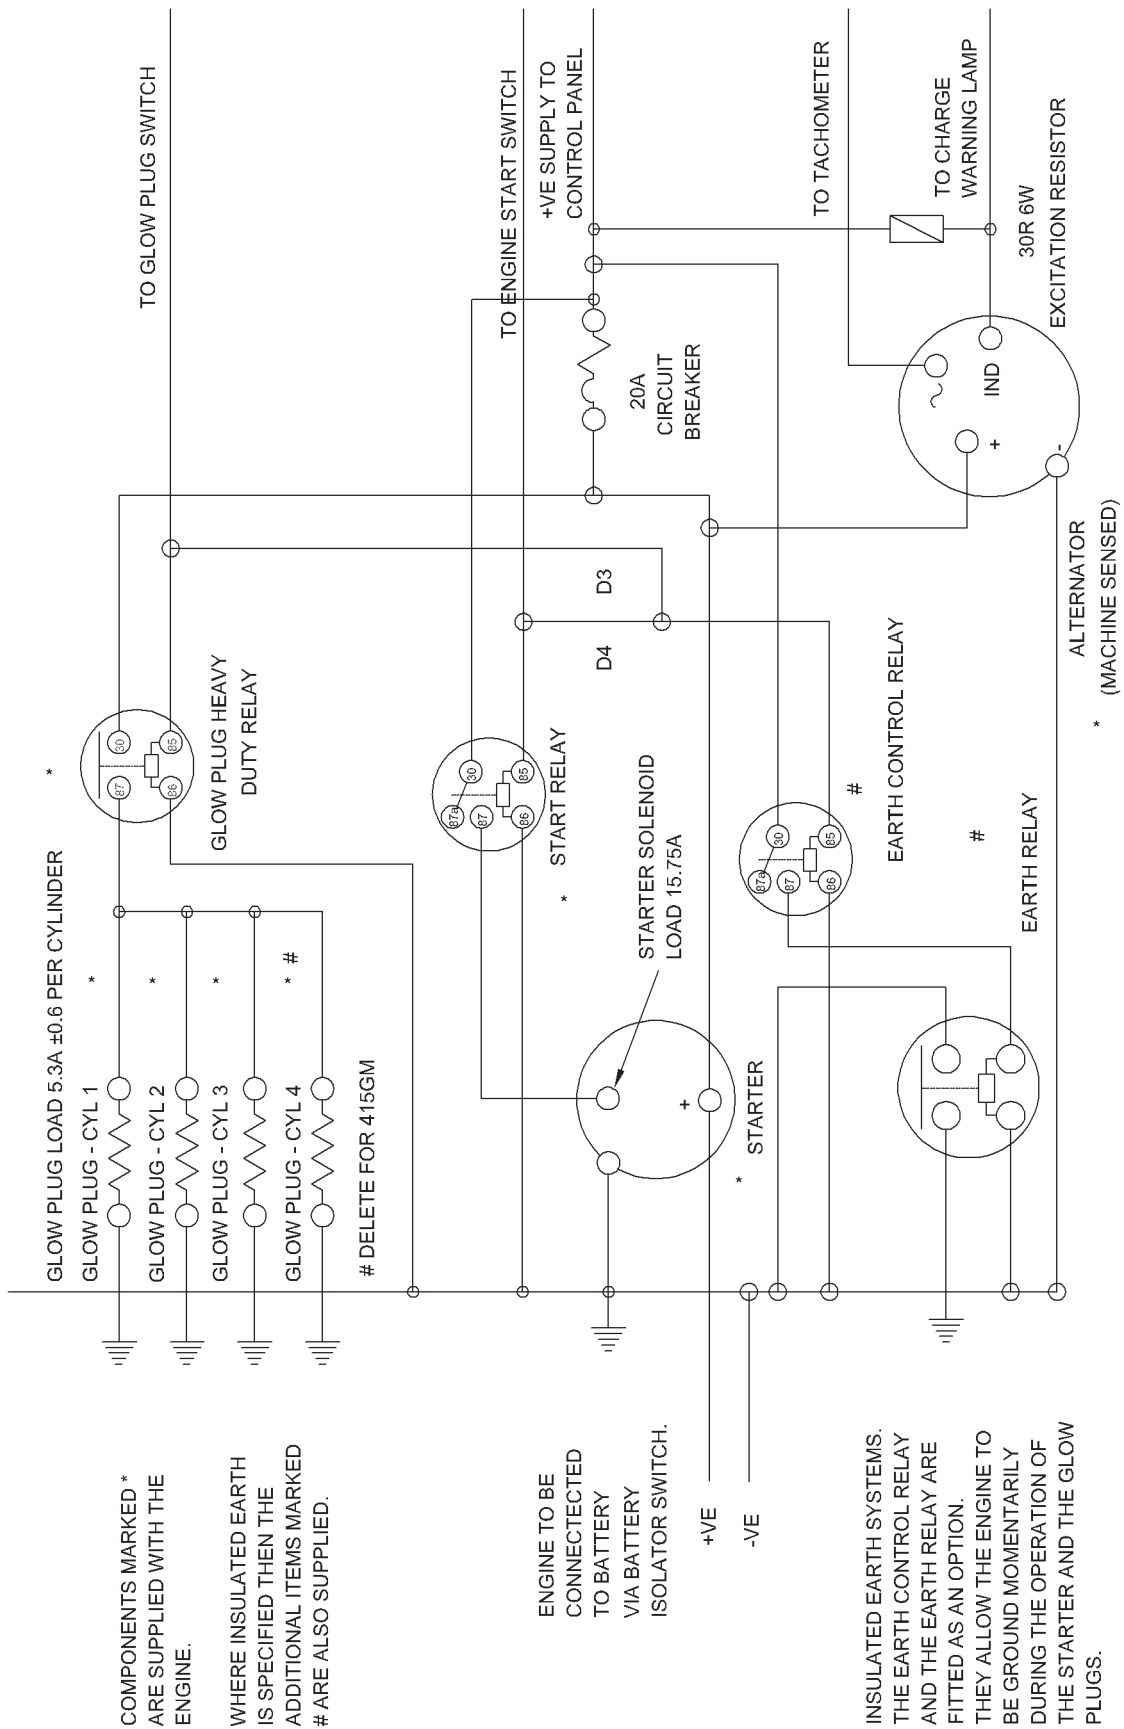 GLOW PLUG LOAD 5.3A ±0.6 PER CYLINDER
GLOW PLUG - CYL 1
*
GLOW PLUG - CYL 2
*
GLOW PLUG - CYL 3
*
GLOW PLUG - CYL 4
* #
# DELETE FOR 415GM
*
87
30
86
85
GLOW PLUG HEAVY
DUTY RELAY
TO GLOW PLUG SWITCH
87a
30
87
86
85
START RELAY
*
TO ENGINE START SWITCH
+VE SUPPLY TO
CONTROL PANEL
20A
CIRCUIT
BREAKER
D3
D4
STARTER SOLENOID
LOAD 15.75A
+
STARTER
*
87a
30
87
86
85
#
EARTH CONTROL RELAY
#
EARTH RELAY
TO TACHOMETER
TO CHARGE
WARNING LAMP
30R 6W
EXCITATION RESISTOR
~
IND
+
-
ALTERNATOR
(MACHINE SENSED)
*
COMPONENTS MARKED *
ARE SUPPLIED WITH THE
ENGINE.
WHERE INSULATED EARTH
IS SPECIFIED THEN THE
ADDITIONAL ITEMS MARKED
# ARE ALSO SUPPLIED.
ENGINE TO BE
CONNECTED
TO BATTERY
VIA BATTERY
ISOLATOR SWITCH.
+VE
-VE
INSULATED EARTH SYSTEMS.
THE EARTH CONTROL RELAY
AND THE EARTH RELAY ARE
FITTED AS AN OPTION.
THEY ALLOW THE ENGINE TO
BE GROUND MOMENTARILY
DURING THE OPERATION OF
THE STARTER AND THE GLOW
PLUGS.